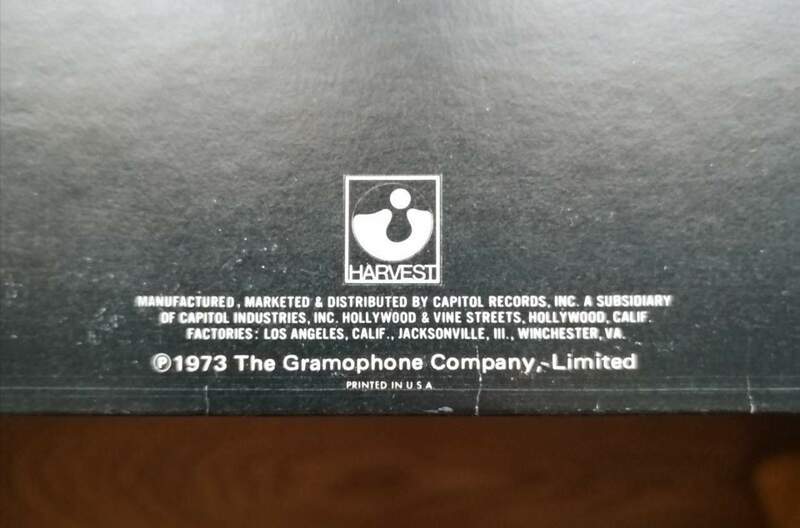 HARVEST
MANUFACTURED, MARKETED & DISTRIBUTED BY CAPITOL RECORDS, INC. A SUBSIDIARY
OF CAPITOL INDUSTRIES, INC. HOLLYWOOD & VINE STREETS, HOLLYWOOD, CALIF.
FACTORIES: LOS ANGELES, CALIF., JACKSONVILLE, Ill., WINCHESTER, VA.
℗1973 The Gramophone Company, Limited
PRINTED IN U S A